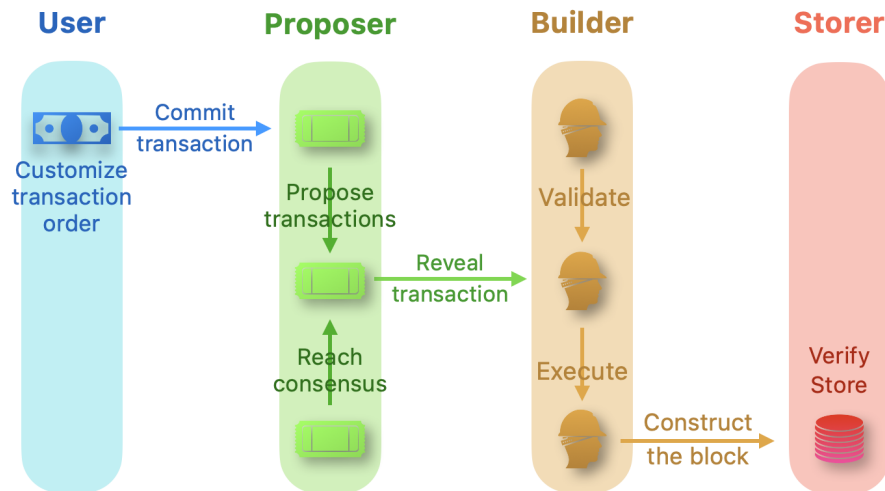 User
Proposer
Builder
Storer
Commit
transaction
Customize
transaction
order
Propose
transactions
Validate
Reveal
transaction
Reach
consensus
Execute
Verify
Store
Construct
the block